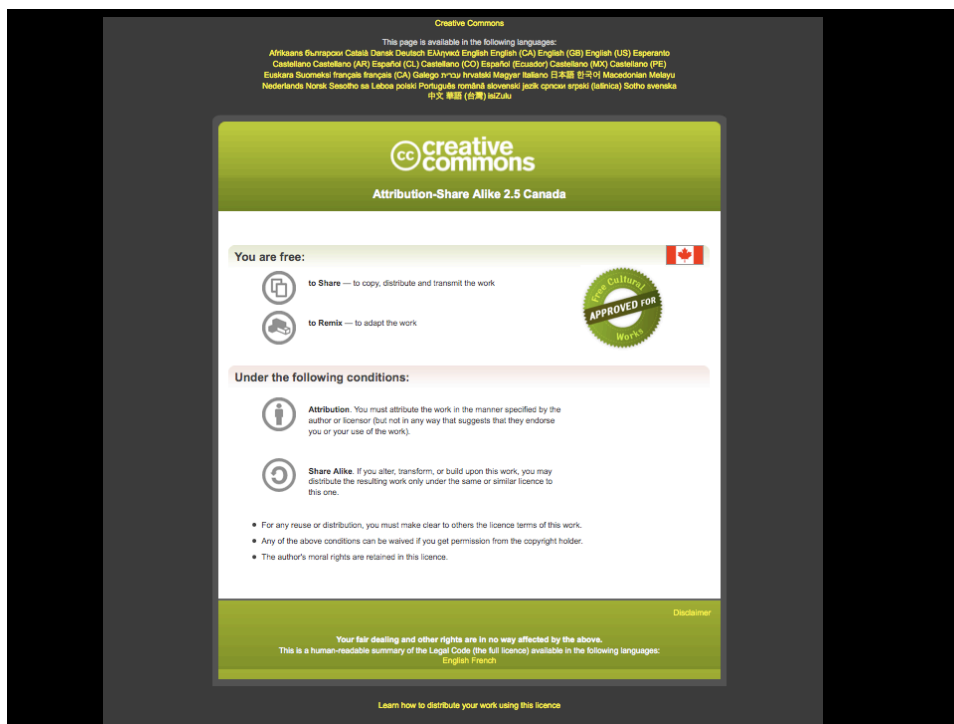 Creative Commons
This page is available in the following languages:
Afrikaans български Català Dansk Deutsch Ελληνικά English English (CA) English (GB) English (US) Esperanto
Castellano Castellano (AR) Español (CL) Castellano (CO) Español (Ecuador) Castellano (MX) Castellano (PE)
Euskara Suomeksi français français (CA) Galego עברית hrvatski Magyar Italiano 日本語 한국어 Macedonian Melayu
Nederlands Norsk Sesotho sa Leboa polski Português română slovenski jezik српски srpski (latinica) Sotho svenska
中文 華語 (台灣) isiZulu
cc creative
commons
Attribution-Share Alike 2.5 Canada
You are free:
to Share — to copy, distribute and transmit the work
to Remix — to adapt the work
Free Cultural
APPROVED FOR
Works
Under the following conditions:
Attribution. You must attribute the work in the manner specified by the
author or licensor (but not in any way that suggests that they endorse
you or your use of the work).
Share Alike. If you alter, transform, or build upon this work, you may
distribute the resulting work only under the same or similar licence to
this one.
For any reuse or distribution, you must make clear to others the licence terms of this work.
Any of the above conditions can be waived if you get permission from the copyright holder.
The author's moral rights are retained in this licence.
Disclaimer
Your fair dealing and other rights are in no way affected by the above.
This is a human-readable summary of the Legal Code (the full licence) available in the following languages:
English French
Learn how to distribute your work using this licence